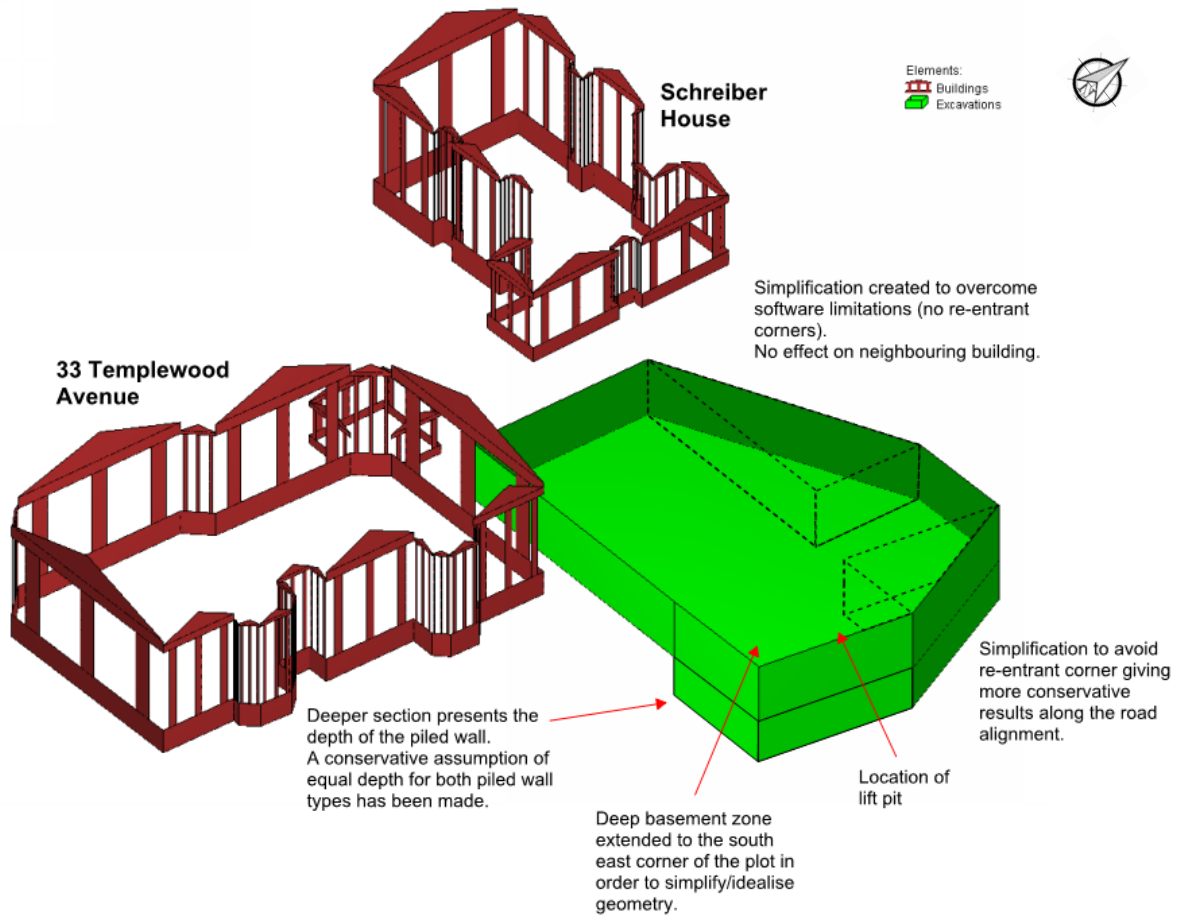 Schreiber
House
Elements:
Buildings
Excavations
Simplification created to overcome
software limitations (no re-entrant
corners).
No effect on neighbouring building.
33 Templewood
Avenue
Simplification to avoid
re-entrant corner giving
more conservative
results along the road
alignment.
Deeper section presents the
depth of the piled wall.
A conservative assumption of
equal depth for both piled wall
types has been made.
Location of
lift pit
Deep basement zone
extended to the south
east corner of the plot in
order to simplify/idealise
geometry.